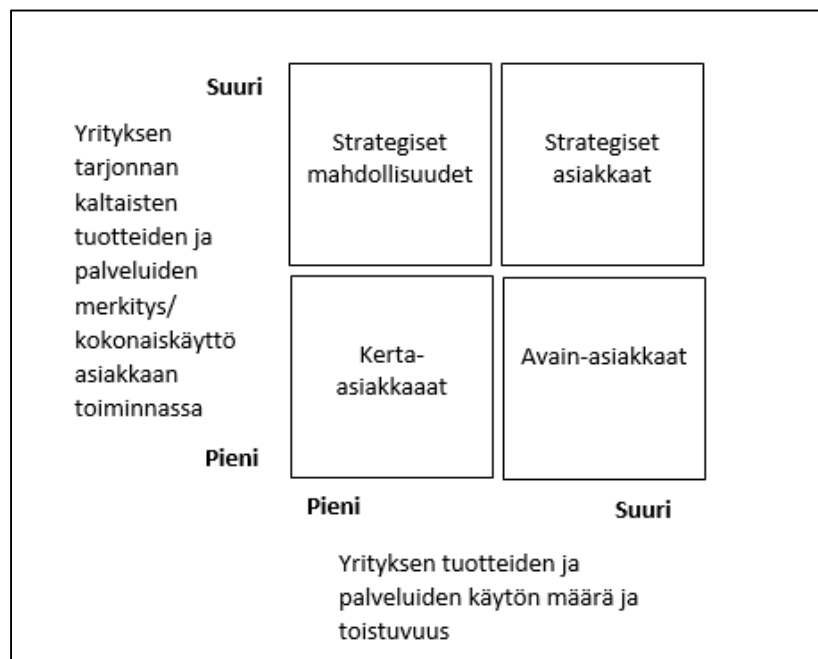 Suuri
Yrityksen
tarjonnan
kaltaisten
tuotteiden ja
palveluiden
merkitys/
kokonaiskäyttö
asiakkaan
toiminnassa
Pieni
Strategiset
mahdollisuudet
Strategiset
asiakkaat
Kerta-
asiakkaaat
Avain-asiakkaat
Pieni
Suuri
Yrityksen tuotteiden ja
palveluiden käytön määrä ja
toistuvuus